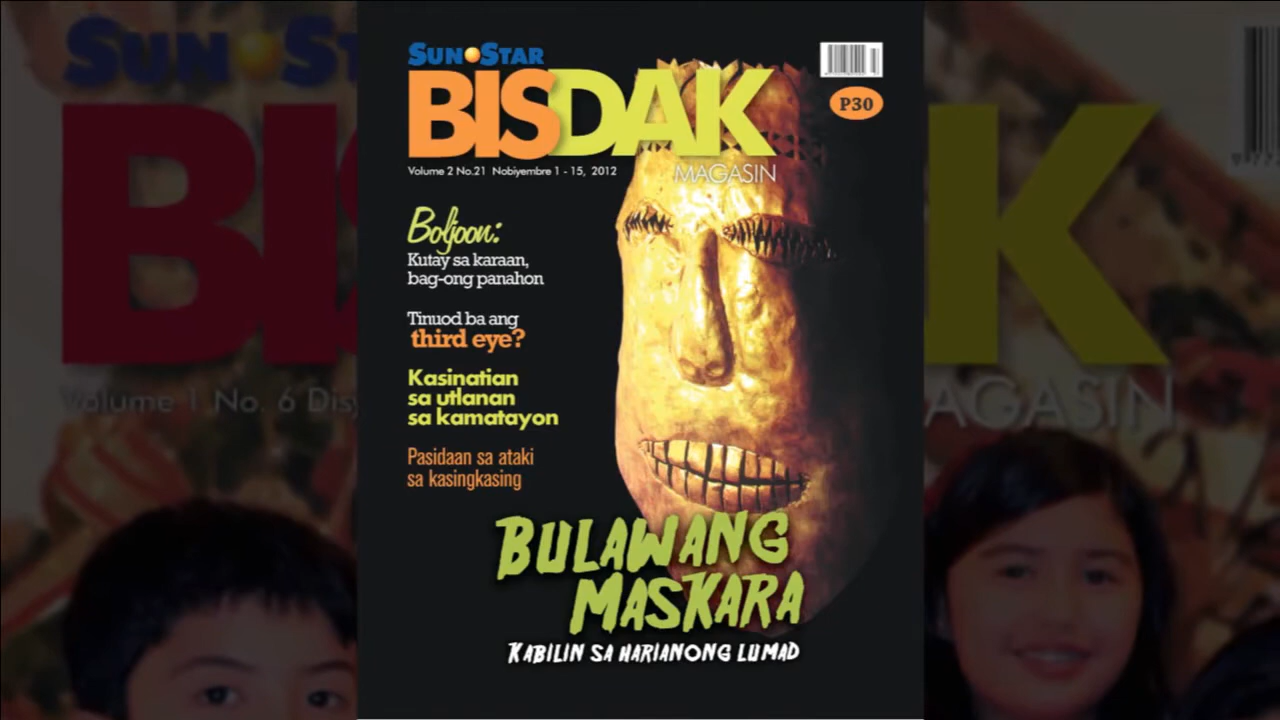 SUN STAR
BISDAK
MAGASIN
Volume 2 No.21 Nobiyembre 1 - 15, 2012
P30
Boljoon:
Kutay sa karaan,
bag-ong panahon
Tinuod ba ang
third eye?
Kasinatian
sa utlanan
sa kamatayon
Pasidaan sa ataki
sa kasingkasing
BULAWANG
MASKARA
KABILIN SA HARIANONG LUMAD
SUN ST
BIS
K
Volume 1 No. 6 Disy
AGASIN